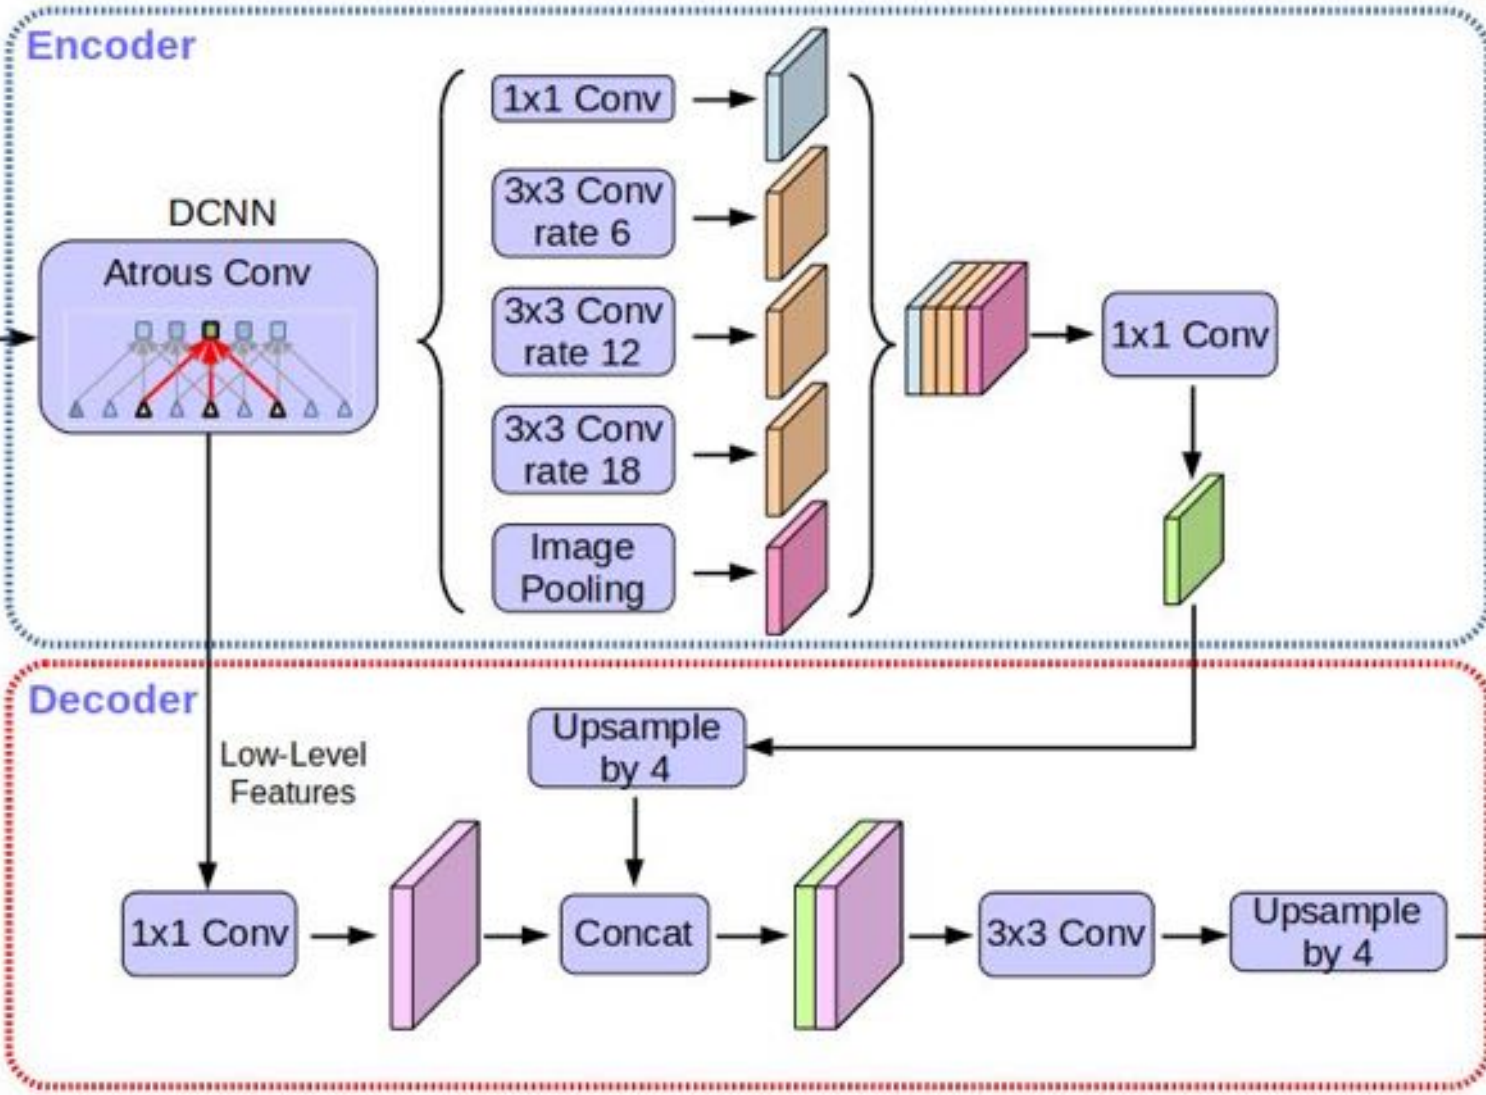 Encoder
DCNN
Atrous Conv
1x1 Conv
3x3 Conv
rate 6
3x3 Conv
rate 12
3x3 Conv
rate 18
Image
Pooling
1x1 Conv
Decoder
Low-Level
Features
Upsample
by 4
1x1 Conv
Concat
3x3 Conv
Upsample
by 4